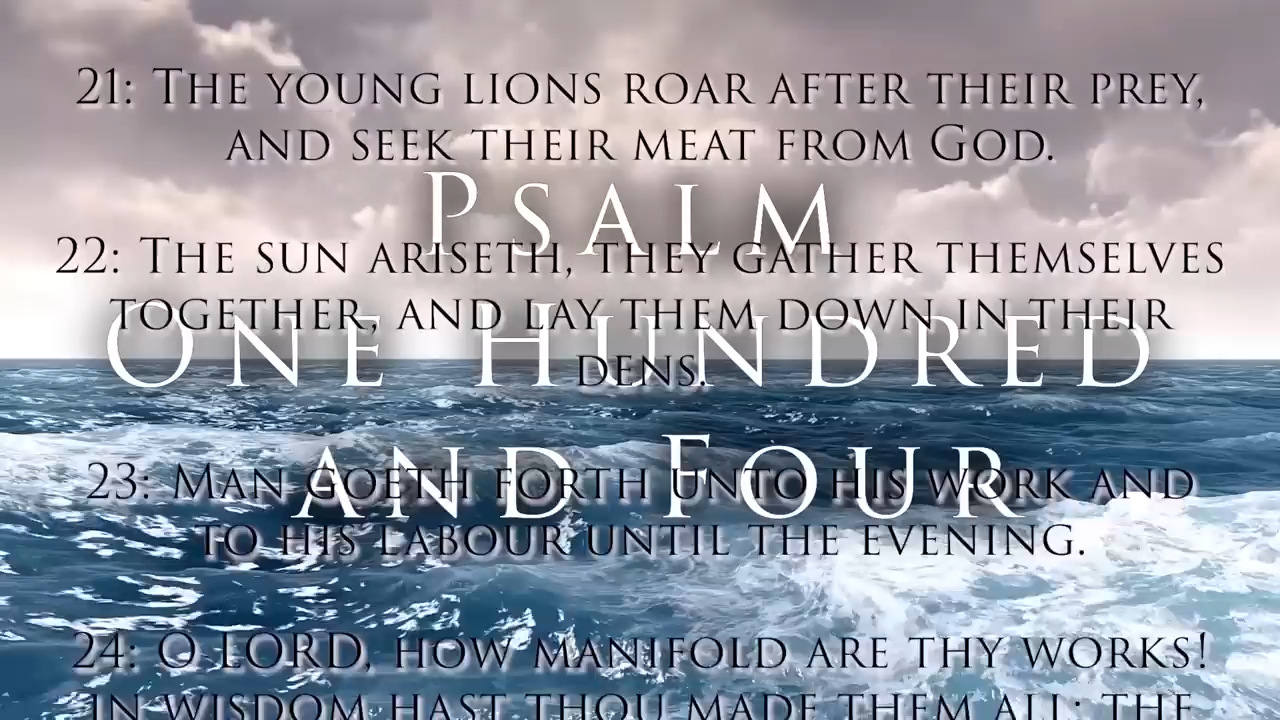 21: The young lions roar after their prey,
and seek their meat from God.
Psalm
22: The sun ariseth, they gather themselves
together, and lay them down in their
One Hundred
dens.
and Four
23: Man goeth forth unto his work and
to his labour until the evening.
24: O LORD, how manifold are thy works!
in wisdom hast thou made them all: the